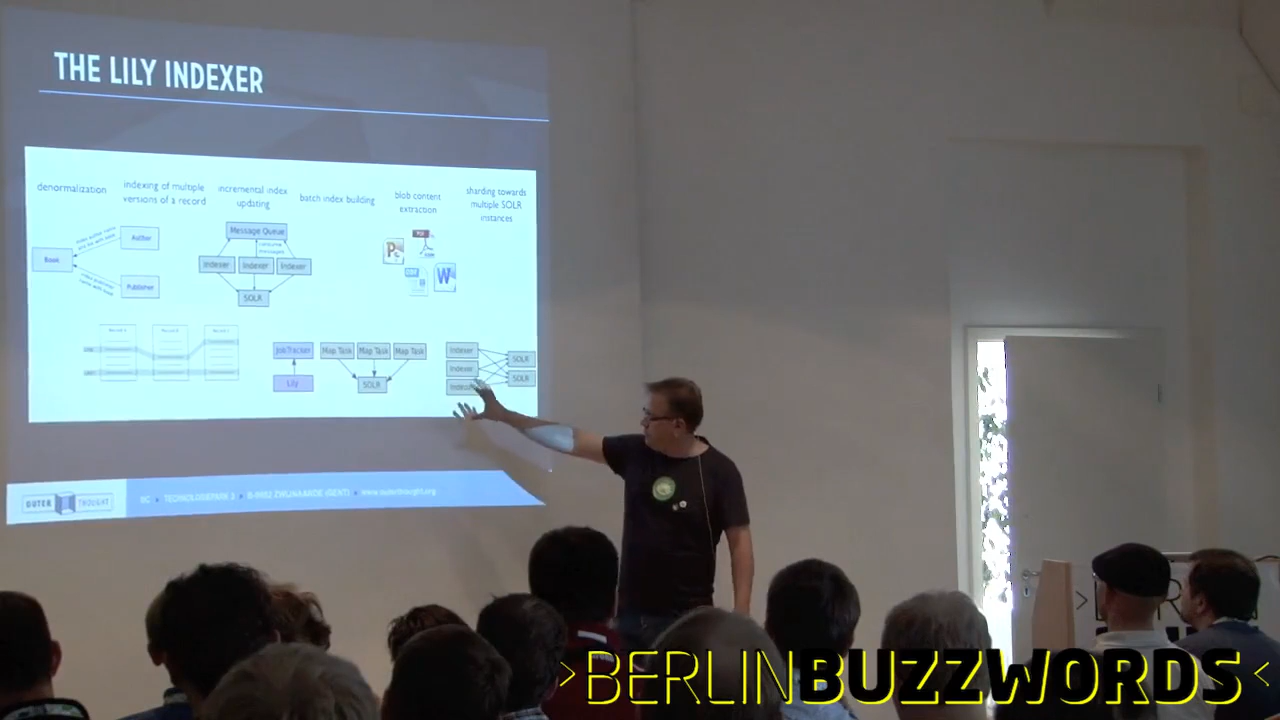 THE LILY INDEXER
denormalization
indexing of multiple
versions of a record
incremental index
updating
batch index building
blob content
extraction
sharding towards
multiple SOLR
instances
Book
Author
Publisher
Message Queue
consume
messages
Indexer
Indexer
Indexer
SOLR
W
JobTracker
Lily
Map Task
Map Task
Map Task
SOLR
Indexer
Indexer
Indexer
SOLR
SOLR
OUTER THOUGHT
TECHNOLOGIEPARK 3 • B-9052 ZWIJNAARDE (GENT) • www.outerthought.org
>BERLINBUZZWORDS<